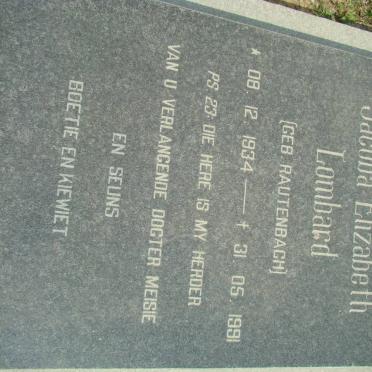 Jacoba Elizabeth
Lombard
(GEB. RAUTENBACH)
* 08. 12. 1934 — † 31. 05. 1991
PS. 23: DIE HERE IS MY HERDER
VAN U VERLANGENDE DOGTER MEISIE
EN SEUNS
BOETIE EN KIEWIET